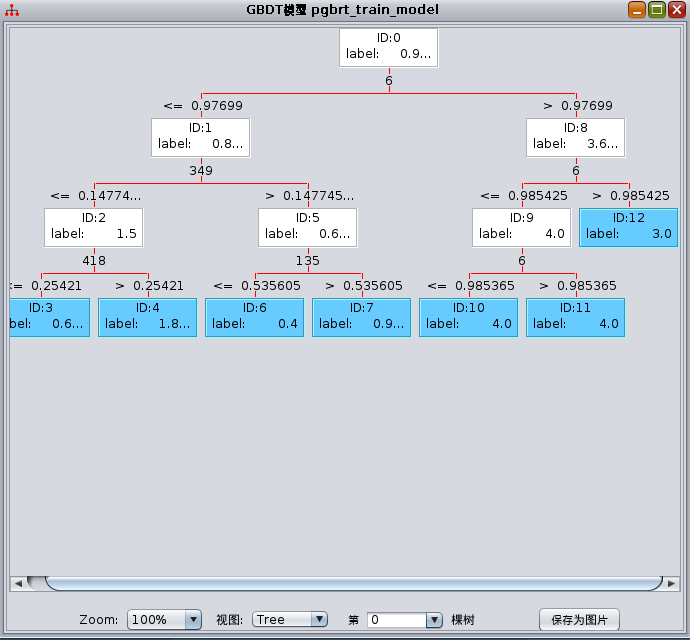 GBDT模型 pgbrt_train_model
ID:0
label: 0.9...
6
<= 0.97699
> 0.97699
ID:1
label: 0.8...
ID:8
label: 3.6...
349
6
<= 0.14774...
> 0.147745...
<= 0.985425
> 0.985425
ID:2
label: 1.5
ID:5
label: 0.6...
ID:9
label: 4.0
ID:12
label: 3.0
418
135
6
<= 0.25421
> 0.25421
<= 0.535605
> 0.535605
<= 0.985365
> 0.985365
ID:3
bel: 0.6...
ID:4
label: 1.8...
ID:6
label: 0.4
ID:7
label: 0.9...
ID:10
label: 4.0
ID:11
label: 4.0
Zoom: 100% 视图: Tree 第 0 棵树 保存为图片